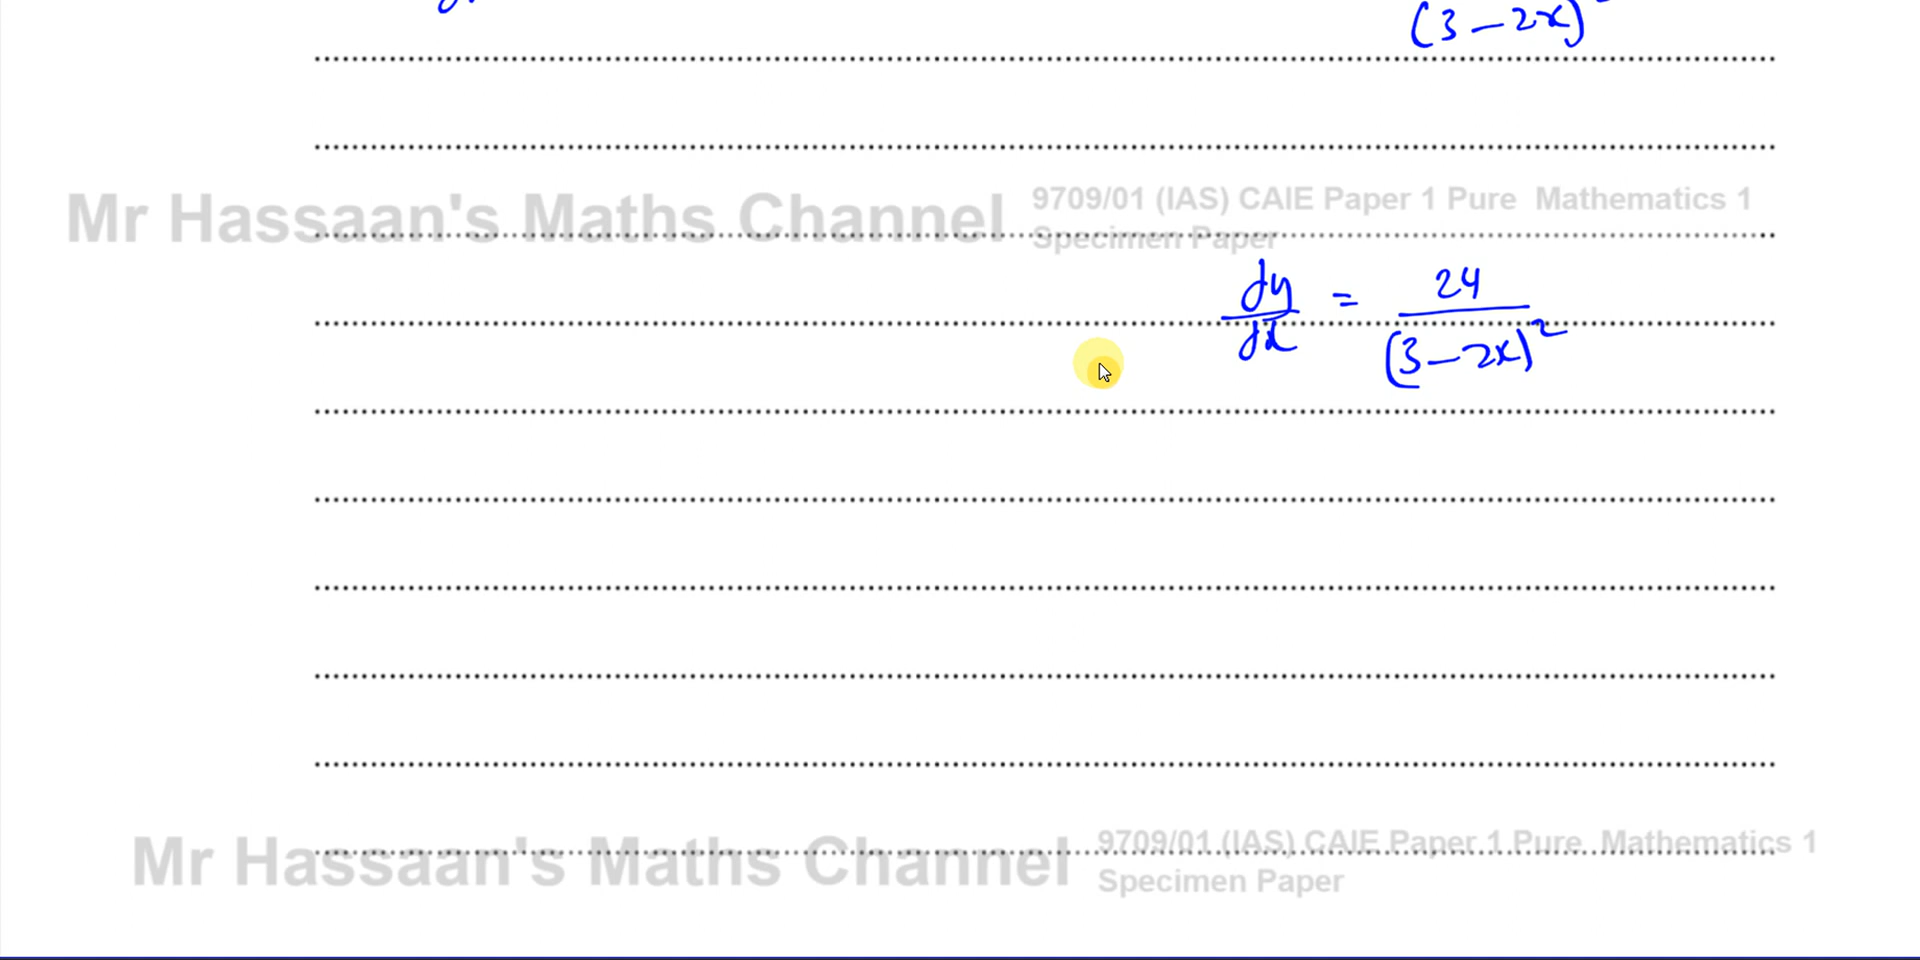 (3-2x)
Mr Hassaan's Maths Channel 9709/01 (IAS) CAIE Paper 1 Pure Mathematics 1
Specimen Paper
dy/dx = 24/(3-2x)²
Mr Hassaan's Maths Channel 9709/01 (IAS) CAIE Paper 1 Pure Mathematics 1
Specimen Paper